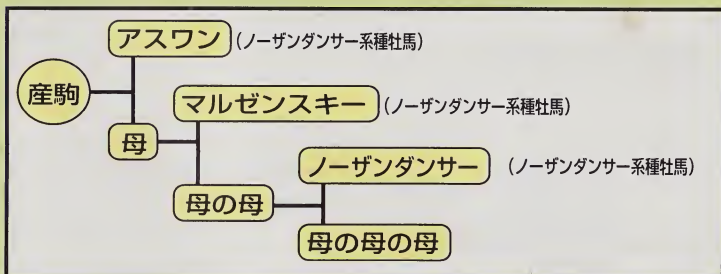 アスワン (ノーザンダンサー系種牡馬)
産駒
マルゼンスキー (ノーザンダンサー系種牡馬)
母
ノーザンダンサー (ノーザンダンサー系種牡馬)
母の母
母の母の母